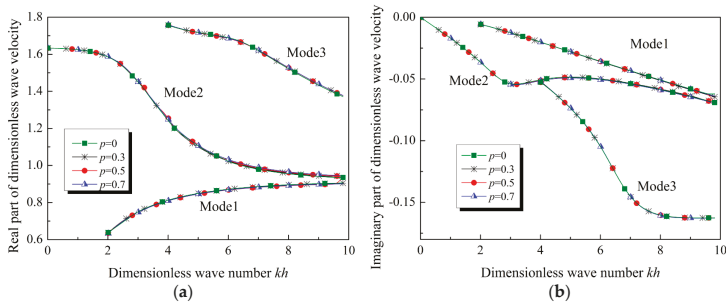 Real part of dimensionless wave velocity
1.8
1.6
1.4
1.2
1.0
0.8
0.6
0 2 4 6 8 10
Dimensionless wave number kh
Mode3
Mode2
Mode1
p=0
p=0.3
p=0.5
p=0.7
(a)
Imaginary part of dimensionless wave velocity
0.00
-0.05
-0.10
-0.15
0 2 4 6 8 10
Dimensionless wave number kh
Mode1
Mode2
Mode3
p=0
p=0.3
p=0.5
p=0.7
(b)